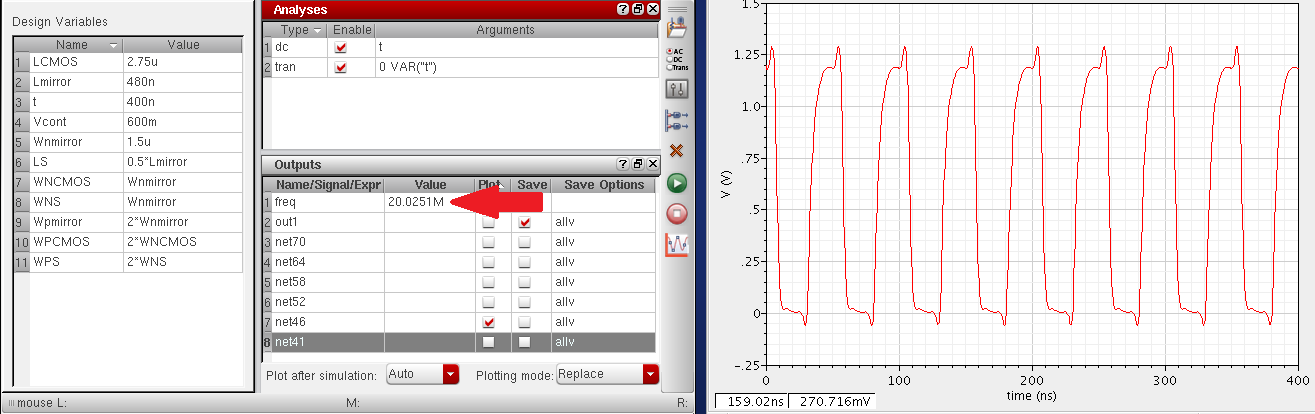 Design Variables
Name Value
1 LCMOS 2.75u
2 Lmirror 480n
3 t 400n
4 Vcont 600m
5 Wnmirror 1.5u
6 LS 0.5*Lmirror
7 WNCMOS Wnmirror
8 WNS Wnmirror
9 Wpmirror 2*Wnmirror
10 WPCMOS 2*WNCMOS
11 WPS 2*WNS
mouse L: M: R:
Analyses
Type Enable Arguments
1 dc t
2 tran 0 VAR("t")
Outputs
Name/Signal/Expr Value Plot Save Save Options
1 freq 20.0251M
2 out1 allv
3 net70 allv
4 net64 allv
5 net58 allv
6 net52 allv
7 net46 allv
8 net41 allv
Plot after simulation: Auto Plotting mode: Replace
AC
DC
Trans
1.5
1.25
1.0
.75
.5
.25
0
-.25
V (V)
0 100 200 300 400
time (ns)
159.02ns 270.716mV